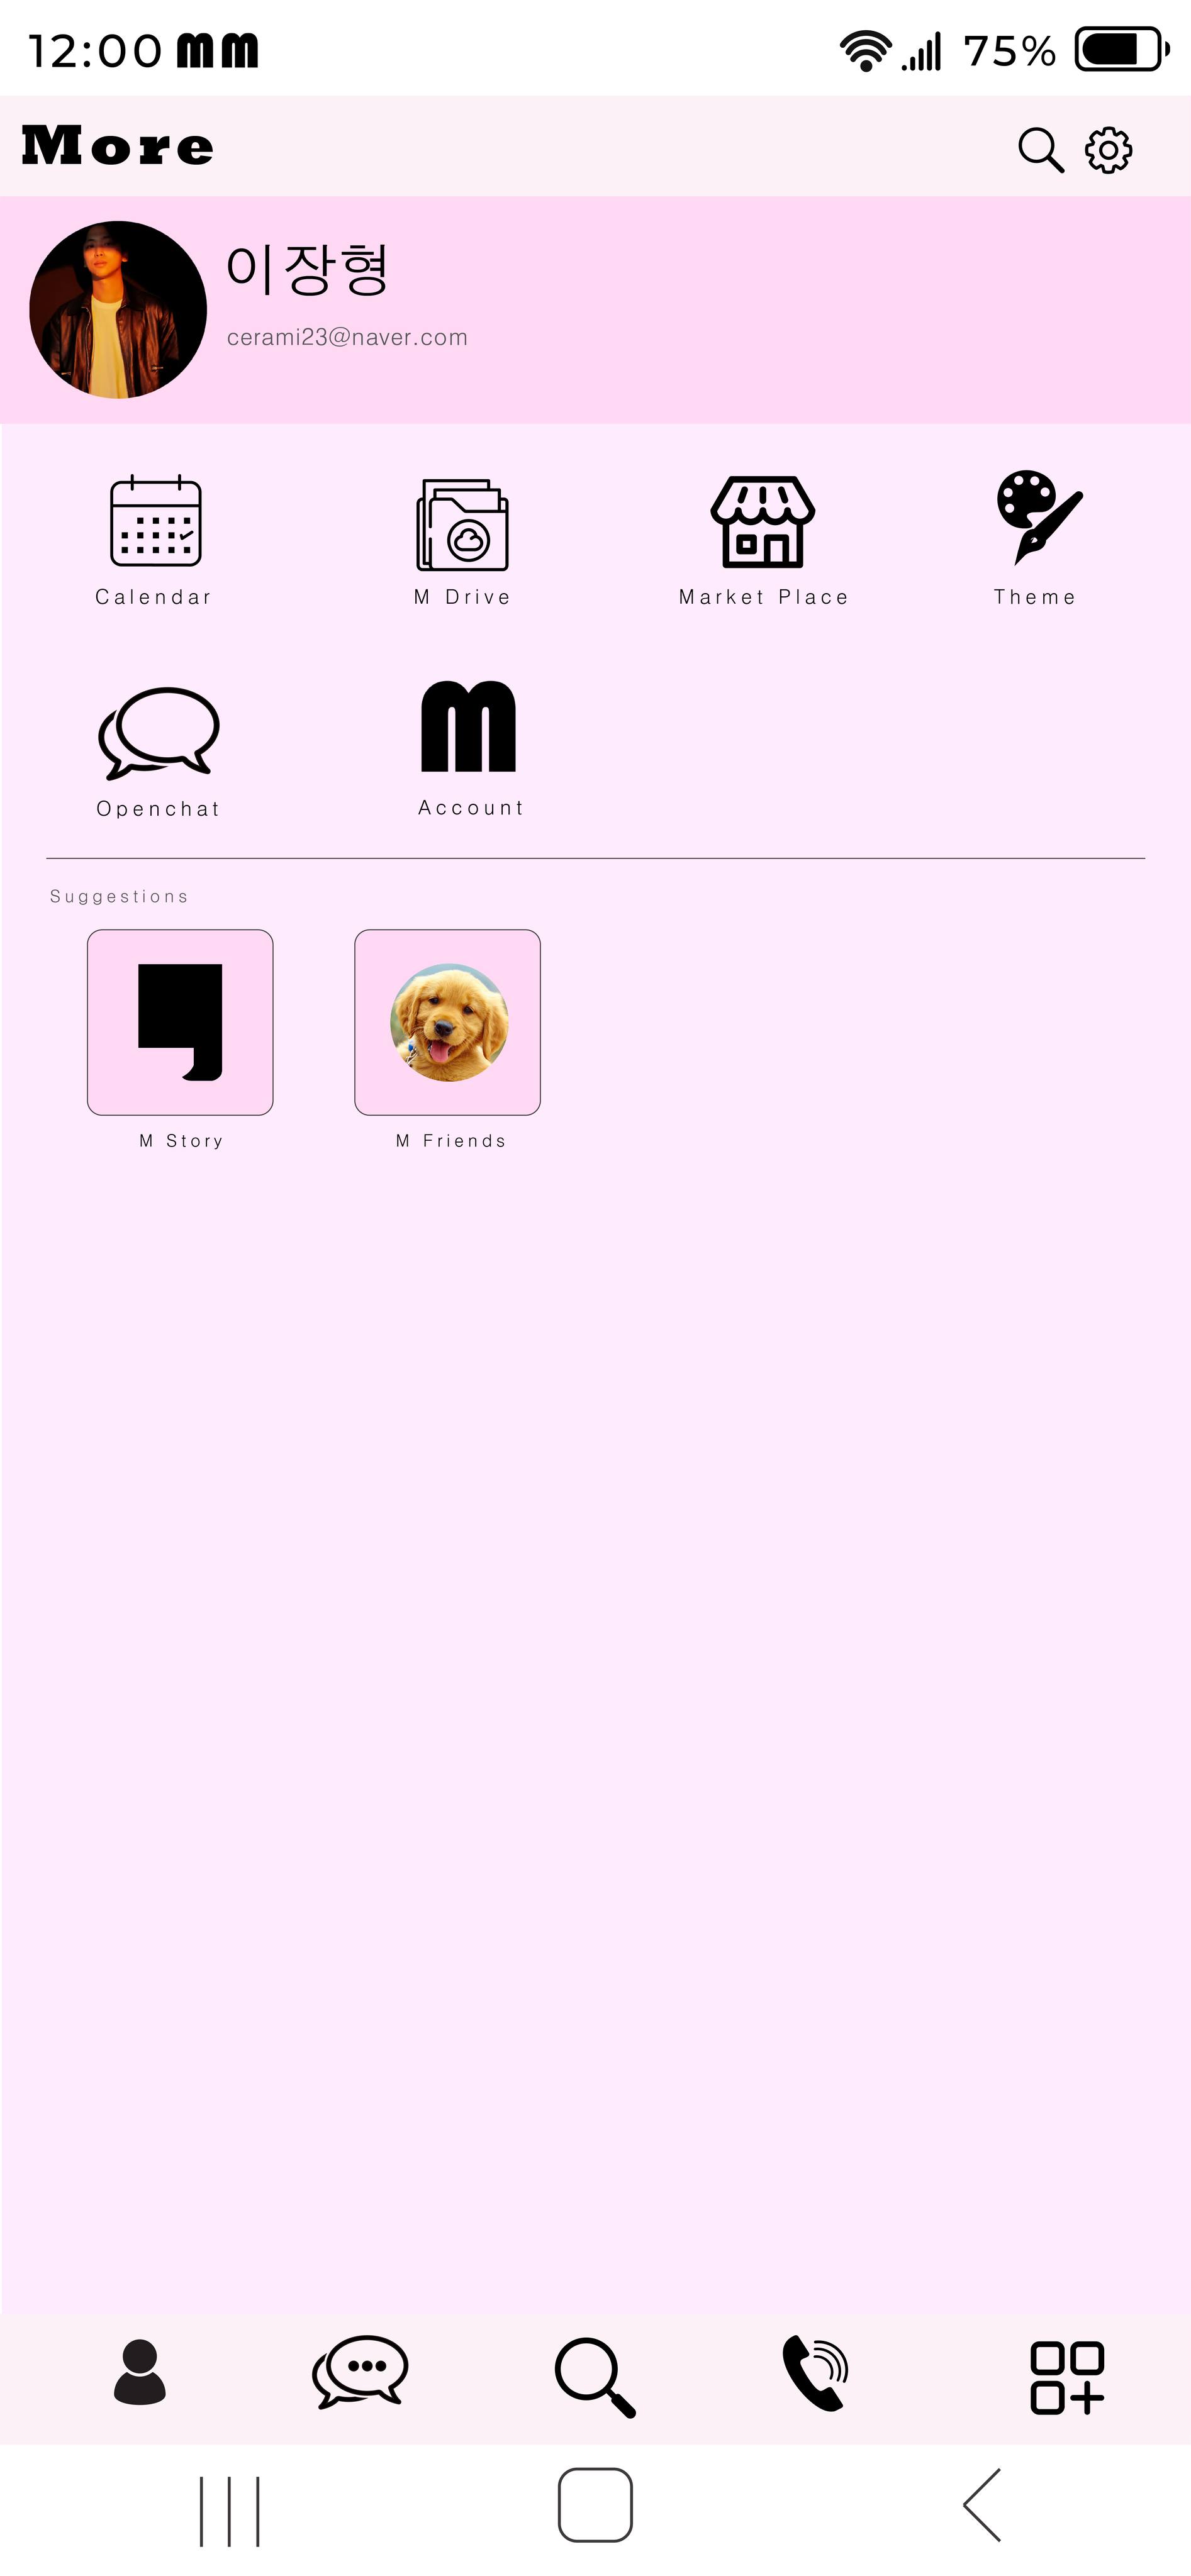 12:00 mm
75%
More
이장형
cerami23@naver.com
Calendar
M Drive
Market Place
Theme
m
Openchat
Account
Suggestions
M Story
M Friends